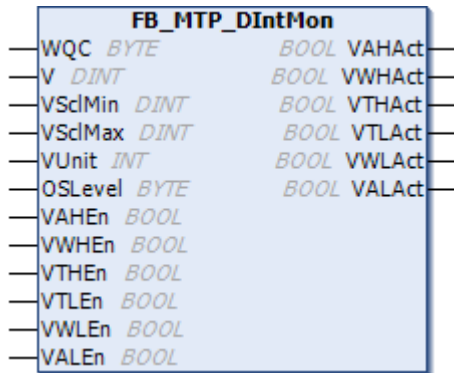 FB_MTP_DIntMon
WQC BYTE BOOL VAHAct
V DINT BOOL VWHAct
VSclMin DINT BOOL VTHAct
VSclMax DINT BOOL VTLAct
VUnit INT BOOL VWLAct
OSLevel BYTE BOOL VALAct
VAHEn BOOL
VWHEn BOOL
VTHEn BOOL
VTLEn BOOL
VWLEn BOOL
VALEn BOOL